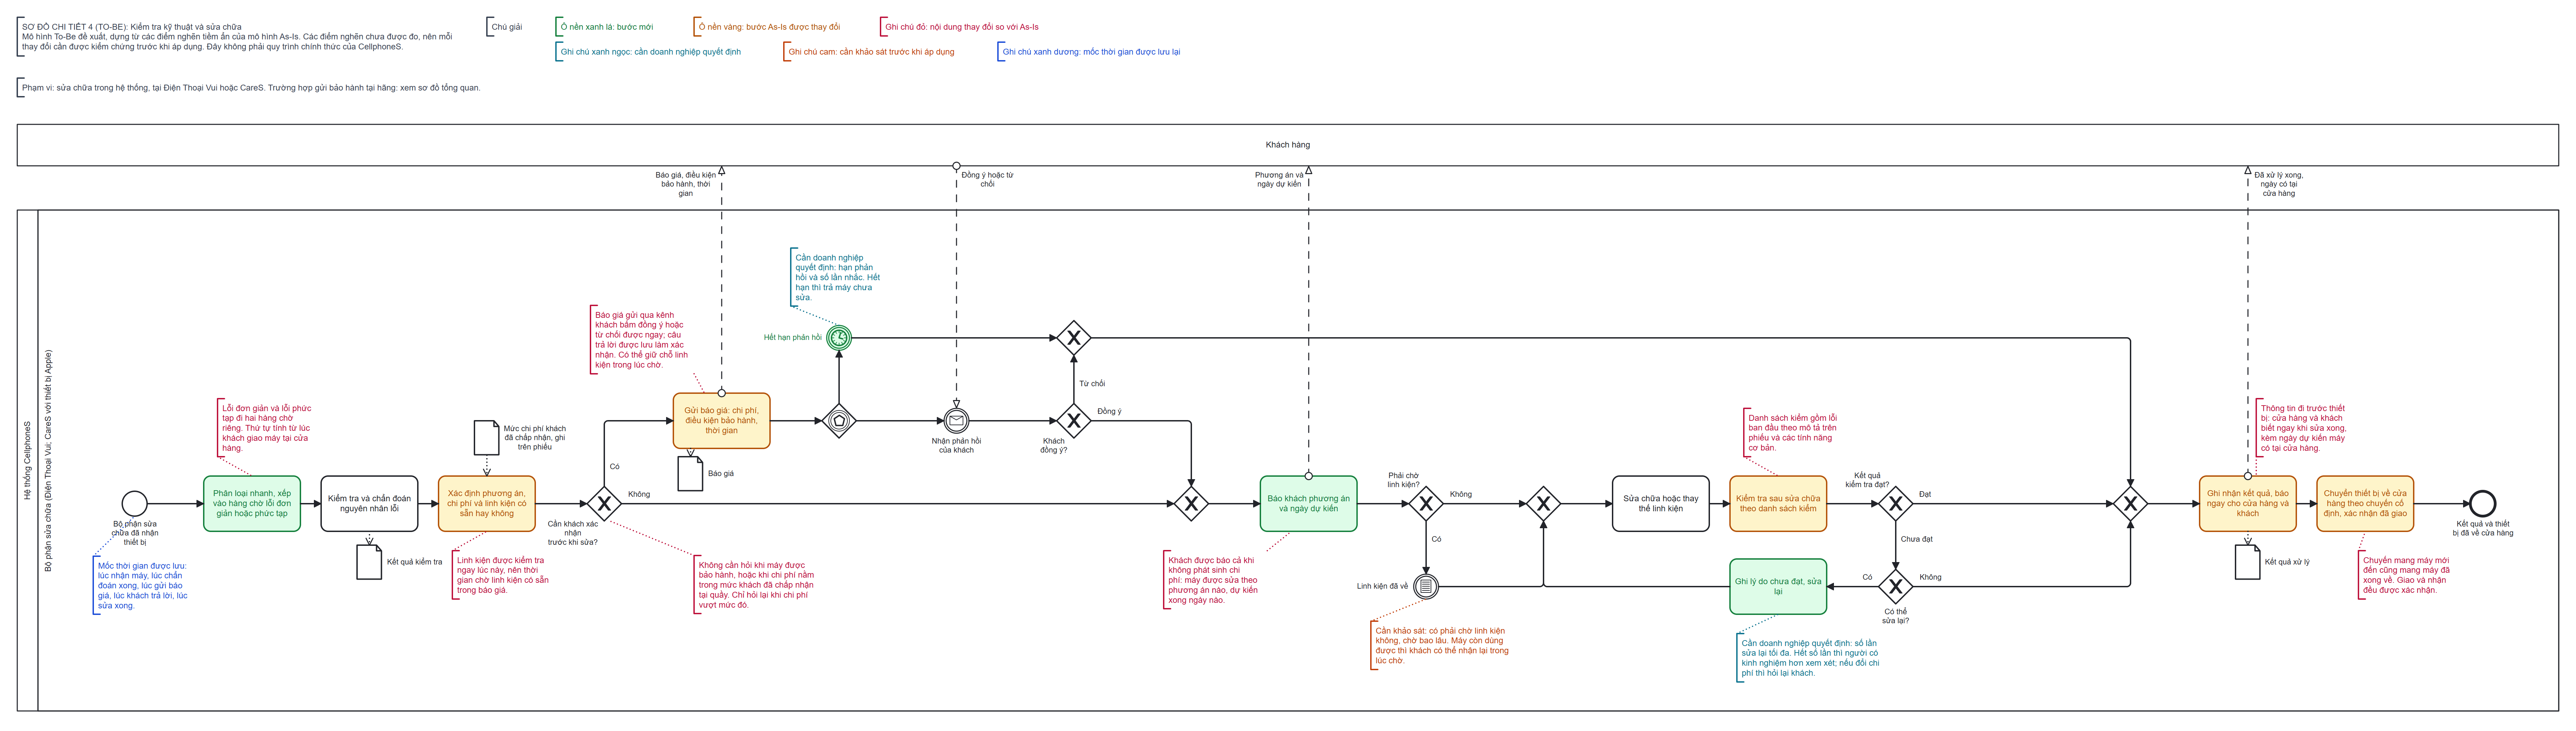 SƠ ĐỒ CHI TIẾT 4 (TO-BE): Kiểm tra kỹ thuật và sửa chữa
Mô hình To-Be đề xuất, dựng từ các điểm nghẽn tiềm ẩn của mô hình As-Is. Các điểm nghẽn chưa được đo, nên mỗi
thay đổi cần được kiểm chứng trước khi áp dụng. Đây không phải quy trình chính thức của CellphoneS.
Chú giải
Ô nền xanh lá: bước mới
Ô nền vàng: bước As-Is được thay đổi
Ghi chú đỏ: nội dung thay đổi so với As-Is
Ghi chú xanh ngọc: cần doanh nghiệp quyết định
Ghi chú cam: cần khảo sát trước khi áp dụng
Ghi chú xanh dương: mốc thời gian được lưu lại
Phạm vi: sửa chữa trong hệ thống, tại Điện Thoại Vui hoặc CareS. Trường hợp gửi bảo hành tại hãng: xem sơ đồ tổng quan.
Khách hàng
Báo giá, điều kiện
bảo hành, thời
gian
Đồng ý hoặc từ
chối
Phương án và
ngày dự kiến
Đã xử lý xong,
ngày có tại
cửa hàng
Hệ thống CellphoneS
Bộ phận sửa chữa (Điện Thoại Vui; CareS với thiết bị Apple)
Cần doanh nghiệp
quyết định: hạn phản
hồi và số lần nhắc. Hết
hạn thì trả máy chưa
sửa.
Báo giá gửi qua kênh
khách bấm đồng ý hoặc
từ chối được ngay; câu
trả lời được lưu làm xác
nhận. Có thể giữ chỗ linh
kiện trong lúc chờ.
Hết hạn phản hồi
Từ chối
Lỗi đơn giản và lỗi phức
tạp đi hai hàng chờ
riêng. Thứ tự tính từ lúc
khách giao máy tại cửa
hàng.
Mức chi phí khách
đã chấp nhận, ghi
trên phiếu
Gửi báo giá: chi phí,
điều kiện bảo hành,
thời gian
Báo giá
Nhận phản hồi
của khách
Khách
đồng ý?
Đồng ý
Danh sách kiểm gồm lỗi
ban đầu theo mô tả trên
phiếu và các tính năng
cơ bản.
Thông tin đi trước thiết
bị: cửa hàng và khách
biết ngay khi sửa xong,
kèm ngày dự kiến máy
có tại cửa hàng.
Bộ phận sửa
chữa đã nhận
thiết bị
Phân loại nhanh, xếp
vào hàng chờ lỗi đơn
giản hoặc phức tạp
Kiểm tra và chẩn đoán
nguyên nhân lỗi
Xác định phương án,
chi phí và linh kiện có
sẵn hay không
Có
Không
Cần khách xác
nhận
trước khi sửa?
Báo khách phương án
và ngày dự kiến
Phải chờ
linh kiện?
Không
Có
Sửa chữa hoặc thay
thế linh kiện
Kiểm tra sau sửa chữa
theo danh sách kiểm
Kết quả
kiểm tra đạt?
Đạt
Chưa đạt
Ghi nhận kết quả, báo
ngay cho cửa hàng và
khách
Chuyển thiết bị về cửa
hàng theo chuyến cố
định, xác nhận đã giao
Kết quả và thiết
bị đã về cửa hàng
Mốc thời gian được lưu:
lúc nhận máy, lúc chẩn
đoán xong, lúc gửi báo
giá, lúc khách trả lời, lúc
sửa xong.
Kết quả kiểm tra
Linh kiện được kiểm tra
ngay lúc này, nên thời
gian chờ linh kiện có sẵn
trong báo giá.
Không cần hỏi khi máy được
bảo hành, hoặc khi chi phí nằm
trong mức khách đã chấp nhận
tại quầy. Chỉ hỏi lại khi chi phí
vượt mức đó.
Khách được báo cả khi
không phát sinh chi
phí: máy được sửa theo
phương án nào, dự kiến
xong ngày nào.
Linh kiện đã về
Cần khảo sát: có phải chờ linh kiện
không, chờ bao lâu. Máy còn dùng
được thì khách có thể nhận lại trong
lúc chờ.
Ghi lý do chưa đạt, sửa
lại
Có
Không
Có thể
sửa lại?
Cần doanh nghiệp quyết định: số lần
sửa lại tối đa. Hết số lần thì người có
kinh nghiệm hơn xem xét; nếu đổi chi
phí thì hỏi lại khách.
Kết quả xử lý
Chuyến mang máy mới
đến cũng mang máy đã
xong về. Giao và nhận
đều được xác nhận.